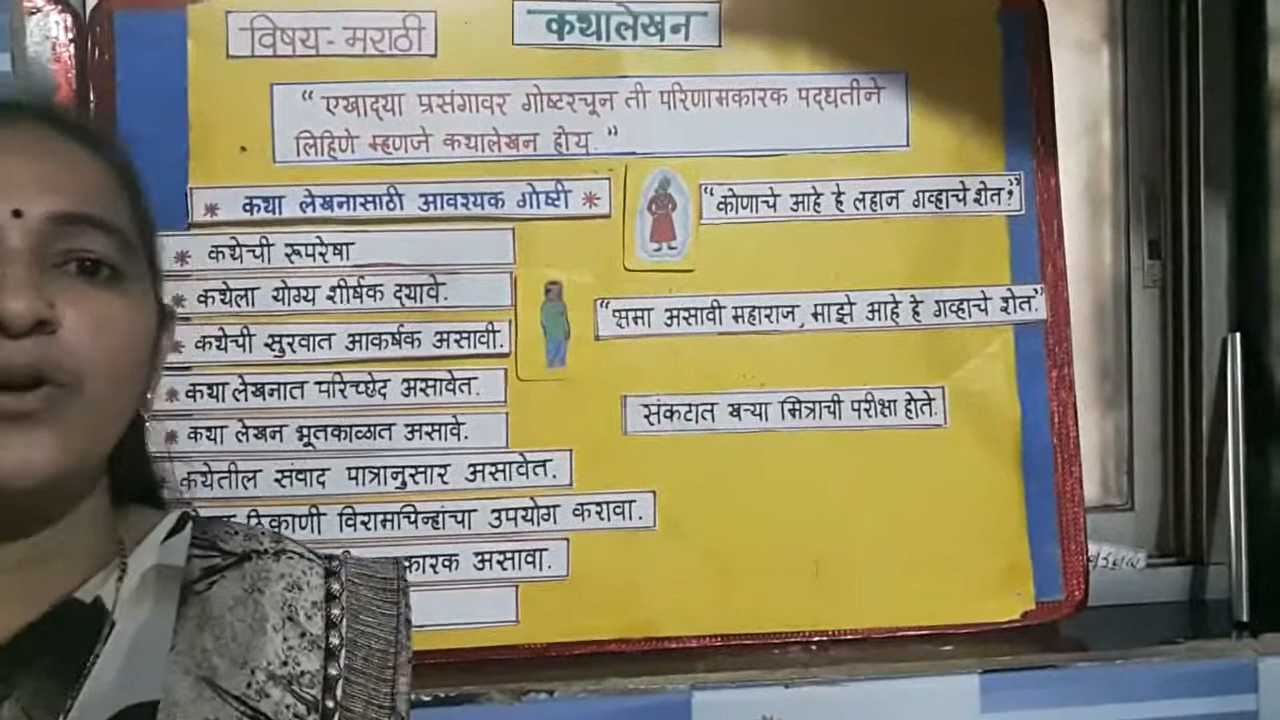 विषय - मराठी
कथालेखन
“ एखाद्या प्रसंगावर गोष्टरचून ती परिणामकारक पद्धतीने
लिहिणे म्हणजे कथालेखन होय. ”
* कथा लेखनासाठी आवश्यक गोष्टी *
* कथेची रूपरेषा
* कथेला योग्य शीर्षक द्यावे.
* कथेची सुरवात आकर्षक असावी.
* कथा लेखनात परिच्छेद असावेत.
* कथा लेखन भूतकाळात असावे.
कथेतील संवाद पात्रानुसार असावेत.
ठिकाणी विरामचिन्हांचा उपयोग करावा.
कारक असावा.
“कोणाचे आहे हे लहान गव्हाचे शेत?”
“क्षमा असावी महाराज, माझे आहे हे गव्हाचे शेत.”
संकटात खऱ्या मित्राची परीक्षा होते.